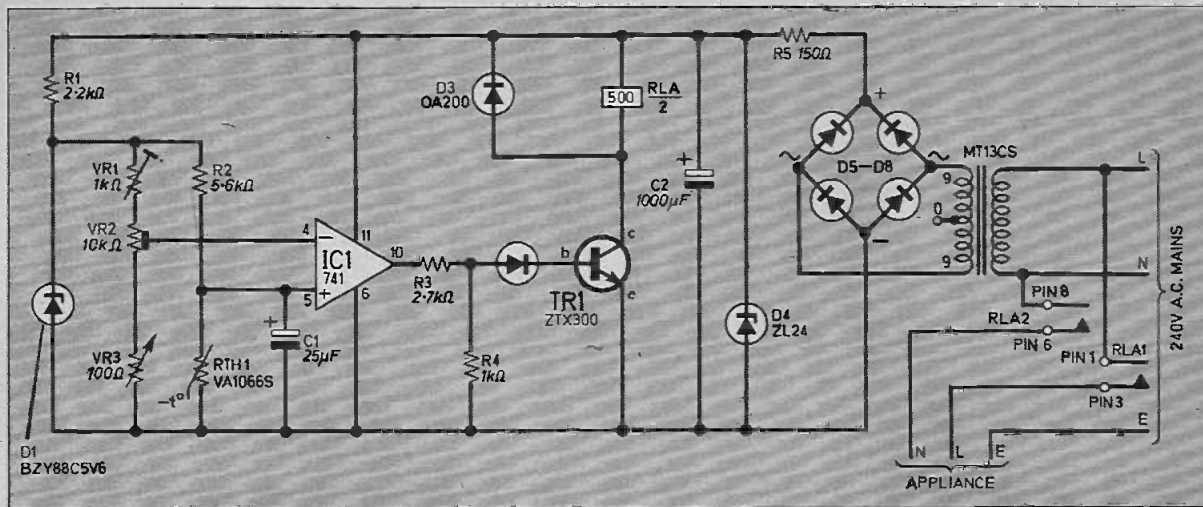 R1
2·2kΩ
VR1
1kΩ
R2
5·6kΩ
VR2
10kΩ
VR3
100Ω
RTH1
VA1066S
-t°
D1
BZY88C5V6
C1
25μF
+
4
-
IC1
741
5
+
11
6
10
R3
2·7kΩ
R4
1kΩ
D3
OA200
500
RLA
2
b
c
e
TR1
ZTX300
+
C2
1000μF
D4
ZL24
R5 150Ω
+
~
D5—D8
~
-
MT13CS
9
0
9
L
N
PIN 8
RLA2
PIN 6
PIN 1
RLA1
PIN 3
E
240V A.C. MAINS
N
L
E
APPLIANCE